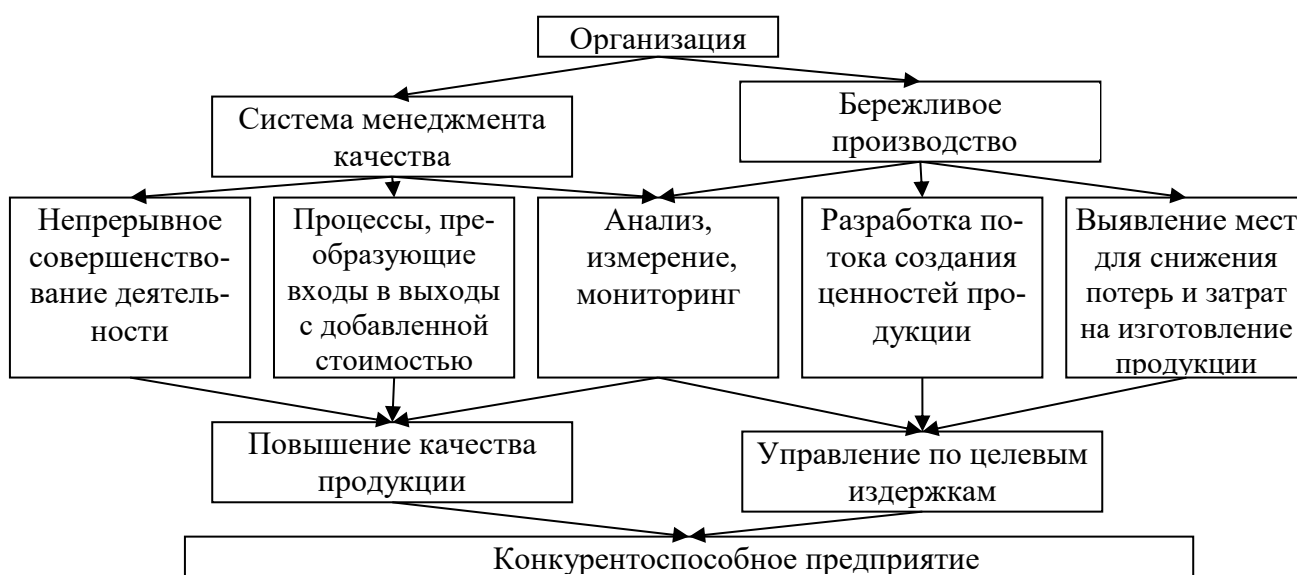 Организация
Система менеджмента
качества
Бережливое
производство
Непрерывное
совершенство-
вание деятель-
ности
Процессы, пре-
образующие
входы в выходы
с добавленной
стоимостью
Анализ,
измерение,
мониторинг
Разработка по-
тока создания
ценностей про-
дукции
Выявление мест
для снижения
потерь и затрат
на изготовление
продукции
Повышение качества
продукции
Управление по целевым
издержкам
Конкурентоспособное предприятие